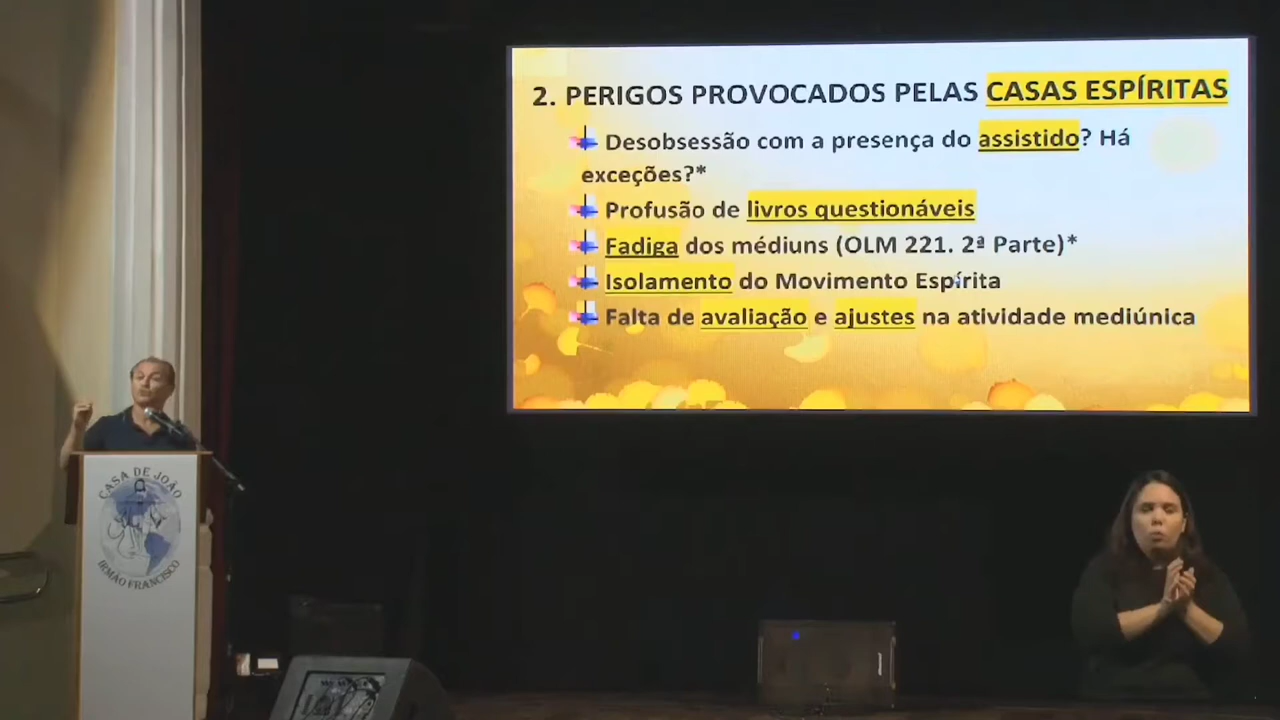 2. PERIGOS PROVOCADOS PELAS CASAS ESPÍRITAS
Desobsessão com a presença do assistido? Há
exceções?*
Profusão de livros questionáveis
Fadiga dos médiuns (OLM 221. 2ª Parte)*
Isolamento do Movimento Espírita
Falta de avaliação e ajustes na atividade mediúnica
CASA DE JOÃO
IRMÃO FRANCISCO